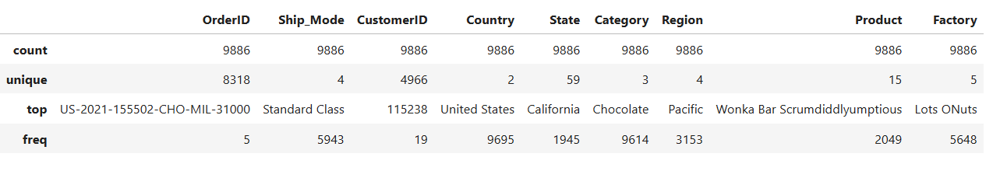 OrderID Ship_Mode CustomerID Country State Category Region Product Factory
count 9886 9886 9886 9886 9886 9886 9886 9886 9886
unique 8318 4 4966 2 59 3 4 15 5
top US-2021-155502-CHO-MIL-31000 Standard Class 115238 United States California Chocolate Pacific Wonka Bar Scrumdiddlyumptious Lots ONuts
freq 5 5943 19 9695 1945 9614 3153 2049 5648